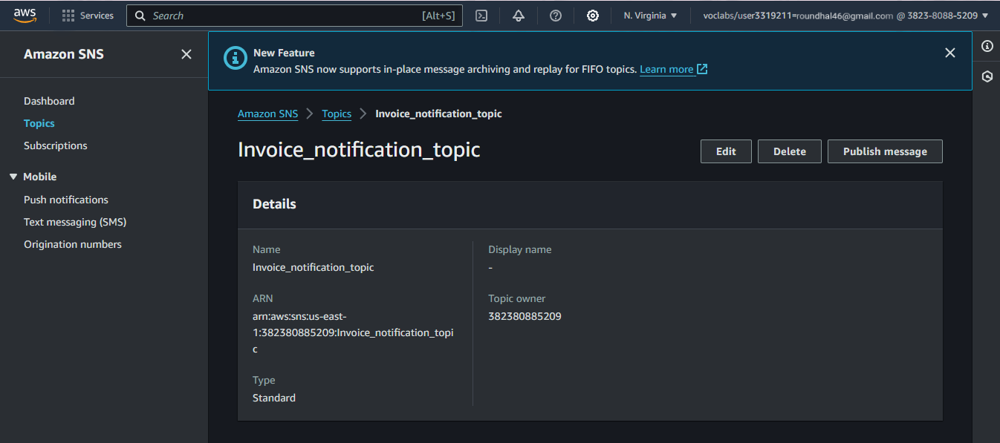 aws
Services
Search
[Alt+S]
N. Virginia
voclabs/user3319211=roundhal46@gmail.com @ 3823-8088-5209
Amazon SNS
Dashboard
Topics
Subscriptions
Mobile
Push notifications
Text messaging (SMS)
Origination numbers
New Feature
Amazon SNS now supports in-place message archiving and replay for FIFO topics. Learn more
Amazon SNS > Topics > Invoice_notification_topic
Invoice_notification_topic
Edit
Delete
Publish message
Details
Name
Invoice_notification_topic
ARN
arn:aws:sns:us-east-
1:382380885209:Invoice_notification_topi
c
Type
Standard
Display name
-
Topic owner
382380885209